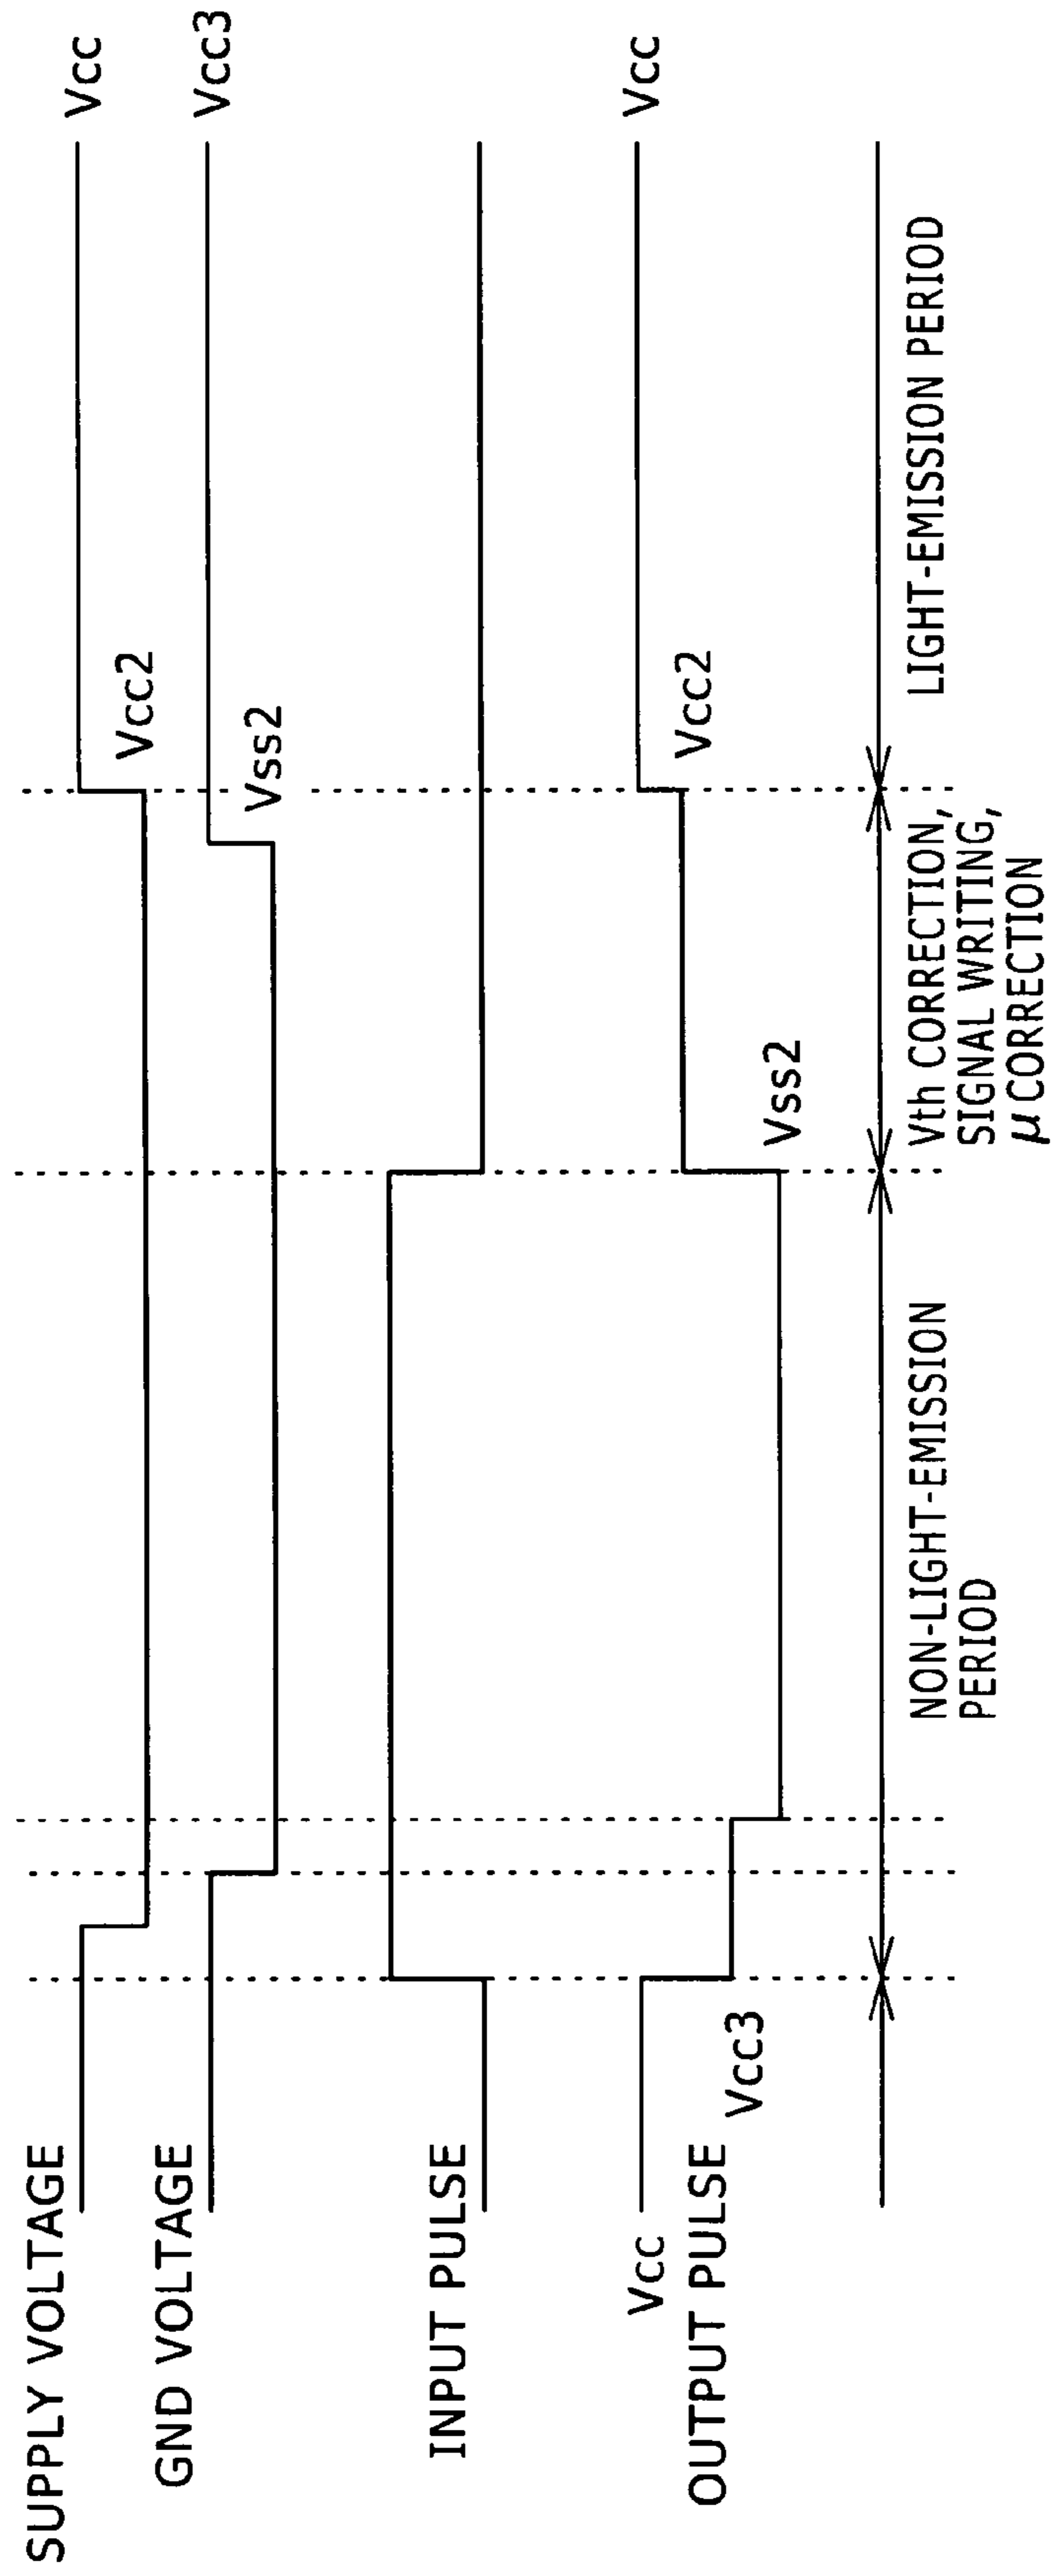 SUPPLY VOLTAGE
Vcc
Vcc2
GND VOLTAGE
Vcc3
Vss2
INPUT PULSE
Vcc
Vcc
OUTPUT PULSE
Vcc2
Vcc3
Vss2
NON-LIGHT-EMISSION
PERIOD
Vth CORRECTION,
SIGNAL WRITING,
μ CORRECTION
LIGHT-EMISSION PERIOD